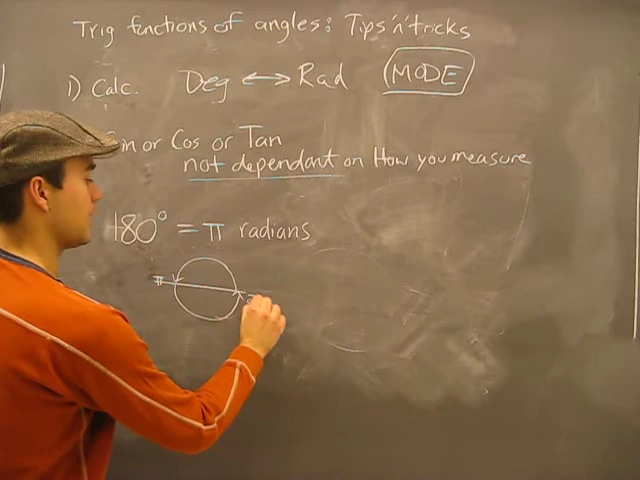 Trig functions of angles: Tips 'n' tricks
1) Calc. Deg ↔ Rad (MODE)
or Cos or Tan
not dependant on How you measure
180° = π radians
π